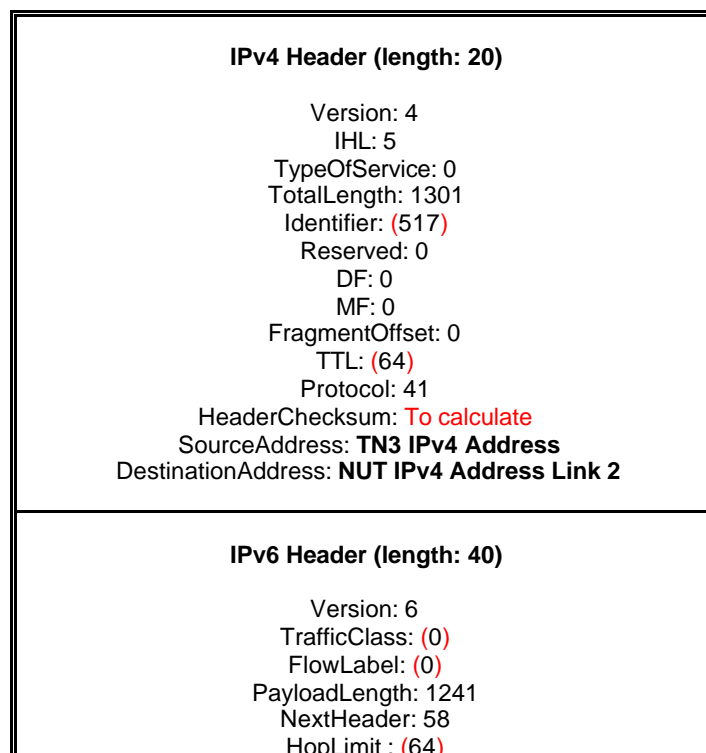 IPv4 Header (length: 20)
Version: 4
IHL: 5
TypeOfService: 0
TotalLength: 1301
Identifier: (517)
Reserved: 0
DF: 0
MF: 0
FragmentOffset: 0
TTL: (64)
Protocol: 41
HeaderChecksum: To calculate
SourceAddress: TN3 IPv4 Address
DestinationAddress: NUT IPv4 Address Link 2
IPv6 Header (length: 40)
Version: 6
TrafficClass: (0)
FlowLabel: (0)
PayloadLength: 1241
NextHeader: 58
HopLimit : (64)